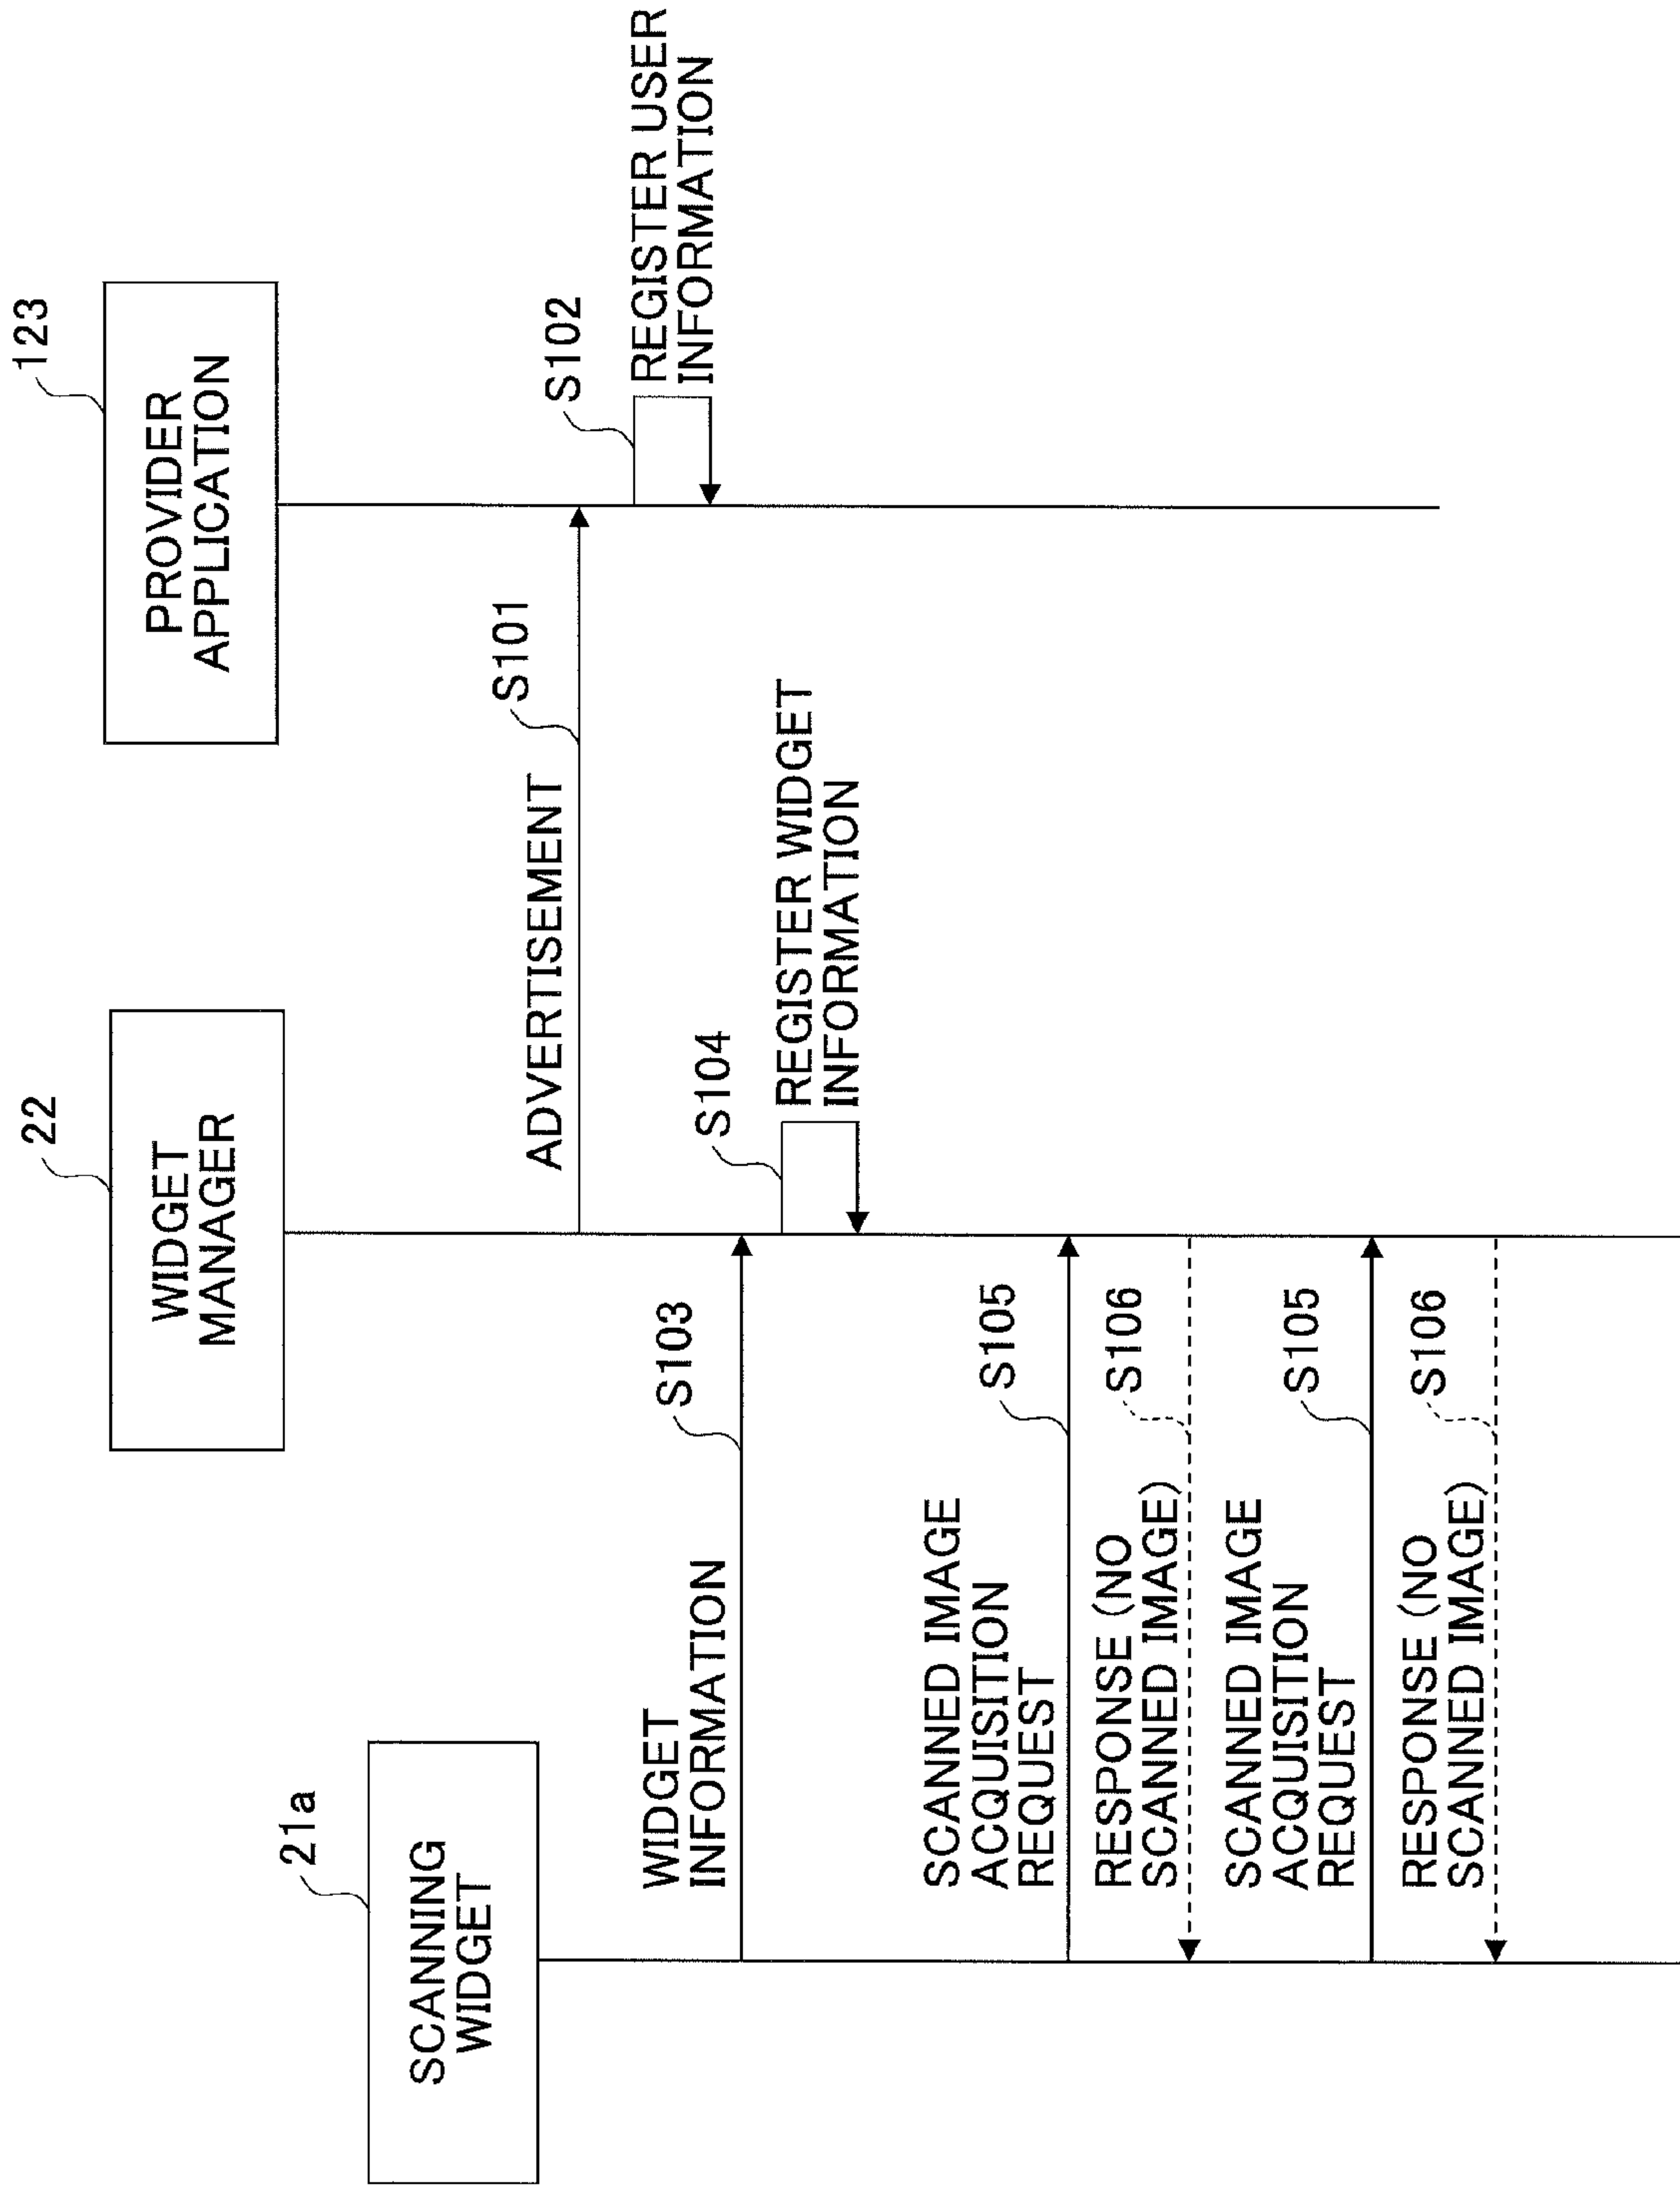 123
PROVIDER
APPLICATION
22
WIDGET
MANAGER
21a
SCANNING
WIDGET
ADVERTISEMENT
S101
S102
REGISTER USER
INFORMATION
WIDGET
INFORMATION
S103
S104
REGISTER WIDGET
INFORMATION
SCANNED IMAGE
ACQUISITION
REQUEST
S105
RESPONSE (NO
SCANNED IMAGE)
S106
SCANNED IMAGE
ACQUISITION
REQUEST
S105
RESPONSE (NO
SCANNED IMAGE)
S106